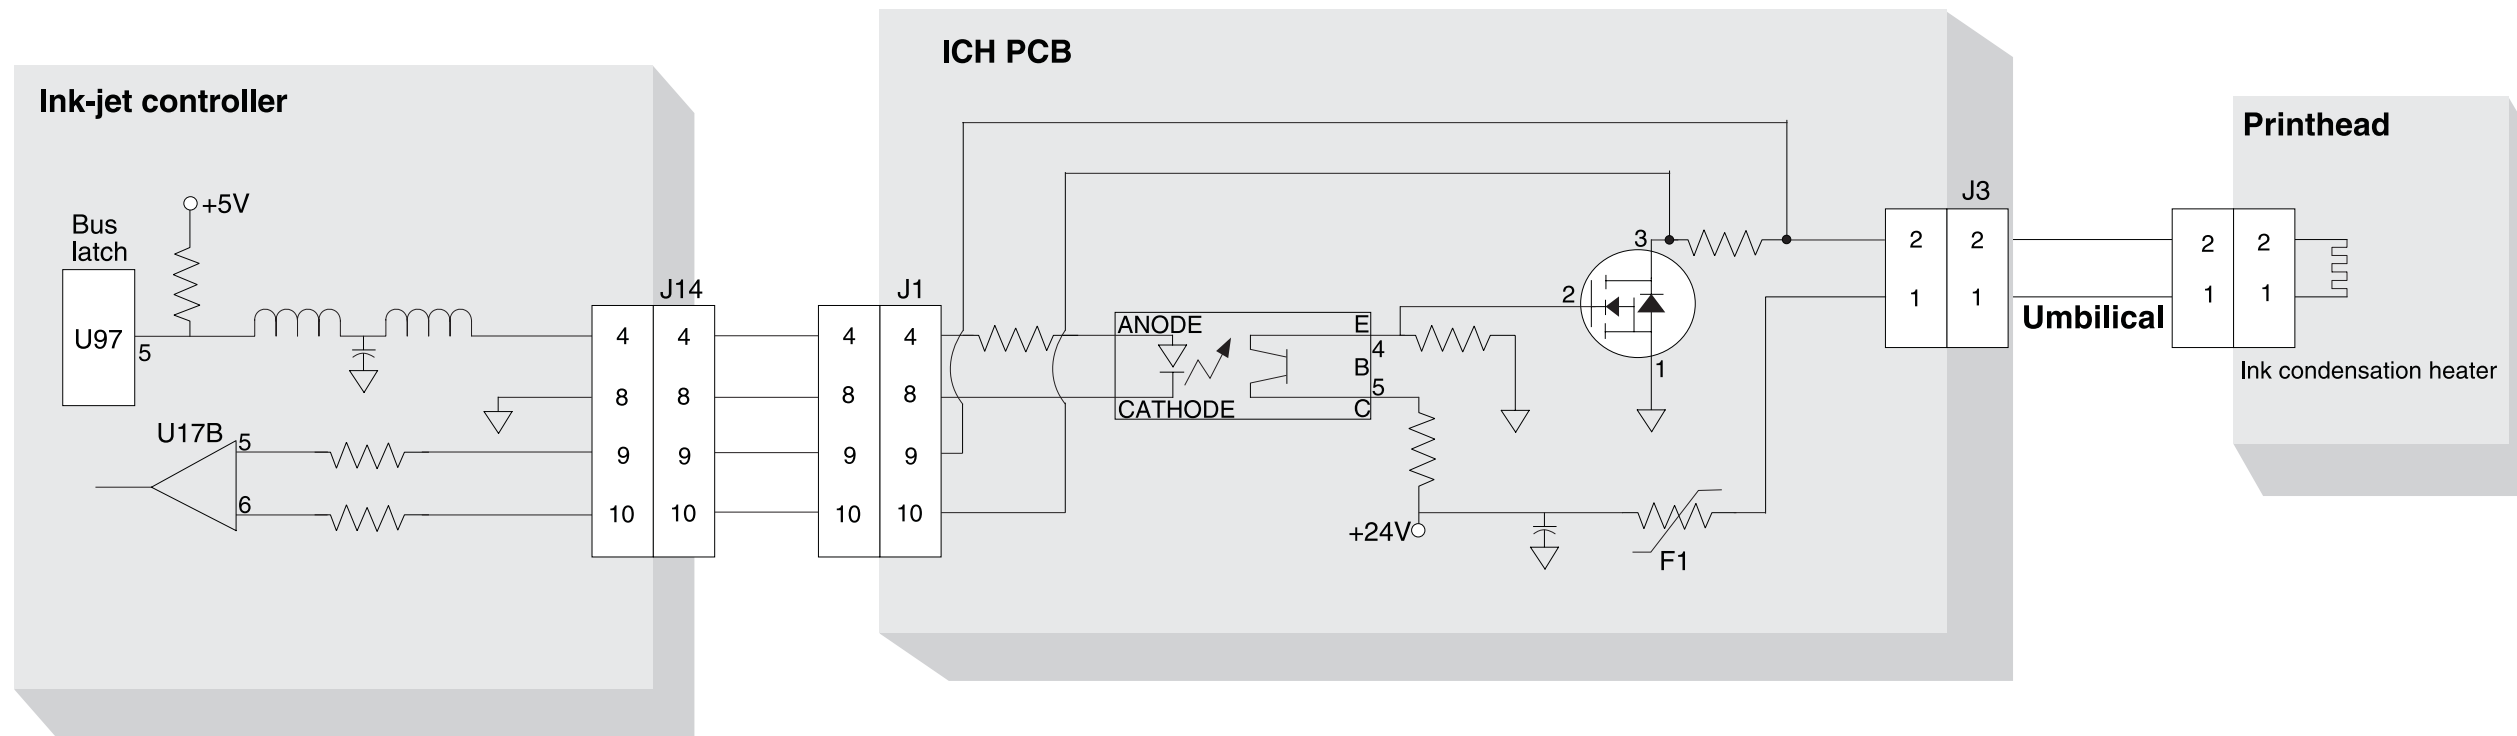 Ink-jet controller
+5V
Bus
latch
U97
5
U17B
5
6
J14
4 4
8 8
9 9
10 10
ICH PCB
J1
4 4
8 8
9 9
10 10
ANODE
CATHODE
E
4
B
5
C
+24V
F1
3
2
1
J3
2 2
1 1
Umbilical
Printhead
2 2
1 1
Ink condensation heater